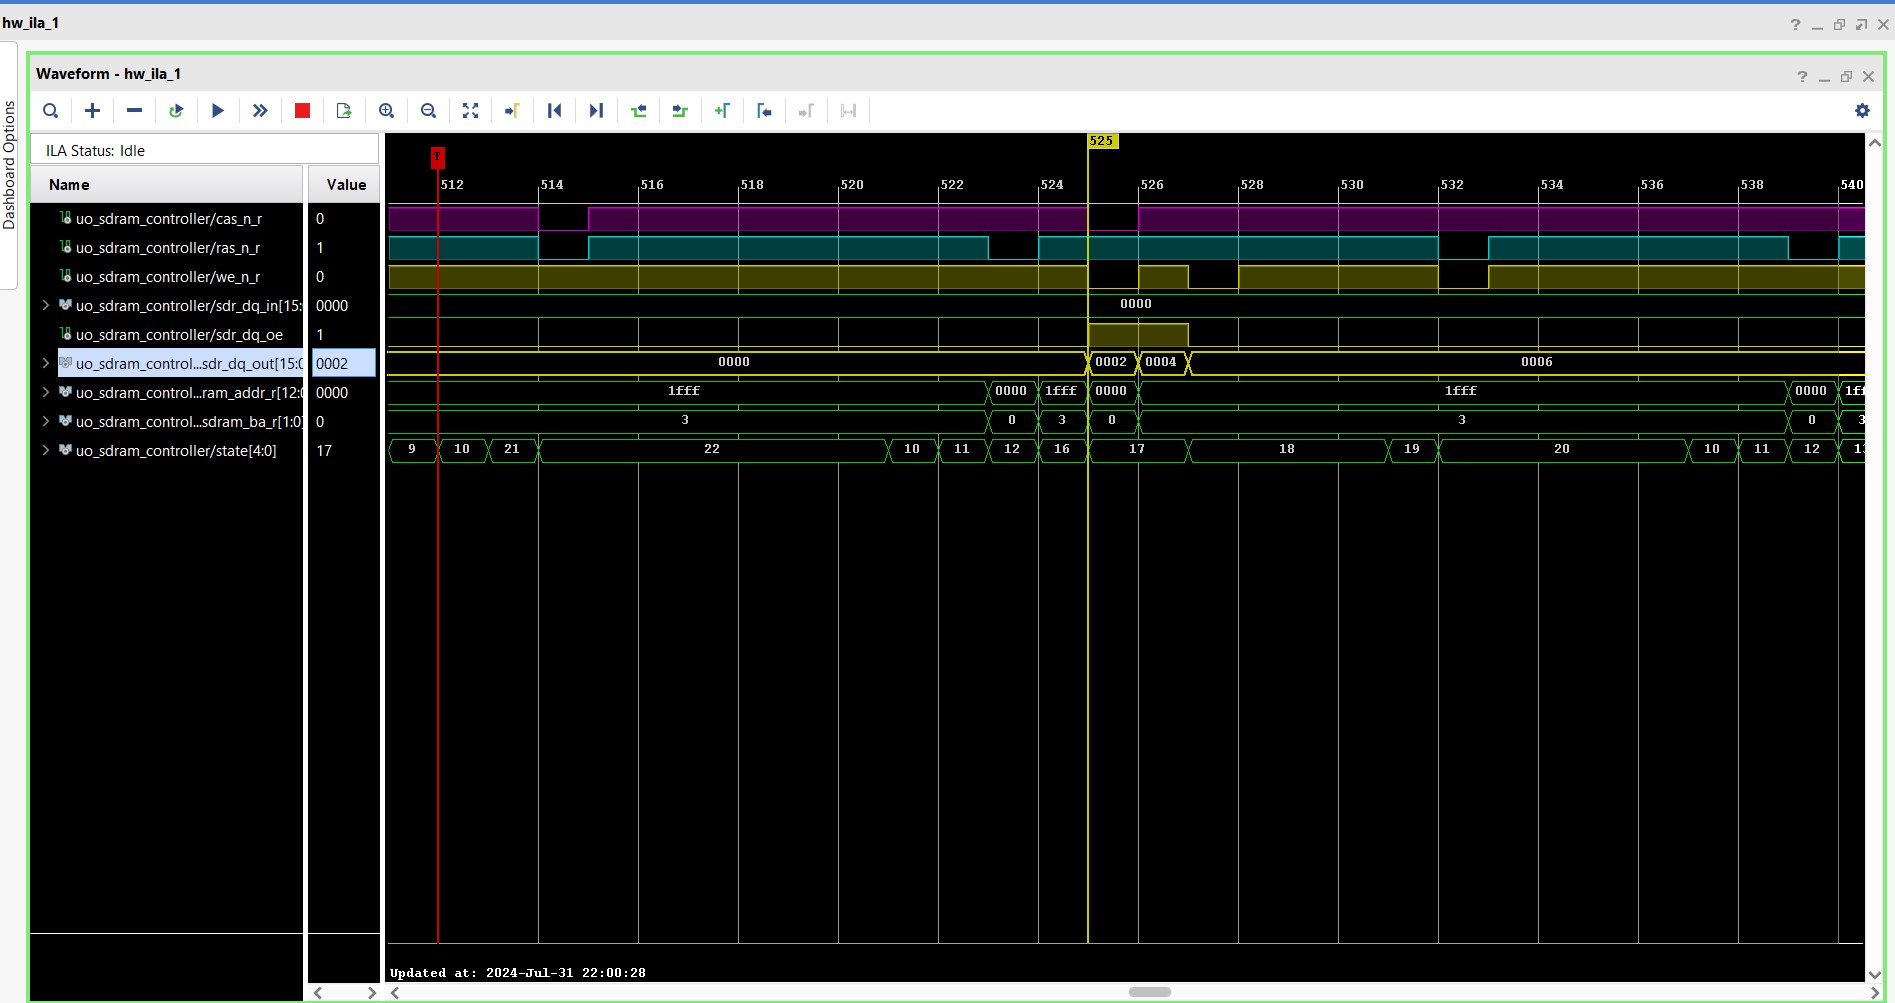 hw_ila_1
Dashboard Options
Waveform - hw_ila_1
ILA Status: Idle
Name Value
525
T
512 514 516 518 520 522 524 526 528 530 532 534 536 538 540
uo_sdram_controller/cas_n_r 0
uo_sdram_controller/ras_n_r 1
uo_sdram_controller/we_n_r 0
uo_sdram_controller/sdr_dq_in[15: 0000 0000
uo_sdram_controller/sdr_dq_oe 1
uo_sdram_control...sdr_dq_out[15:0 0002 0000 0002 0004 0006
uo_sdram_control...ram_addr_r[12:0 0000 1fff 0000 1fff 0000 1fff 0000 1ff
uo_sdram_control...sdram_ba_r[1:0] 0 3 0 3 0 3 0 3
uo_sdram_controller/state[4:0] 17 9 10 21 22 10 11 12 16 17 18 19 20 10 11 12
Updated at: 2024-Jul-31 22:00:28